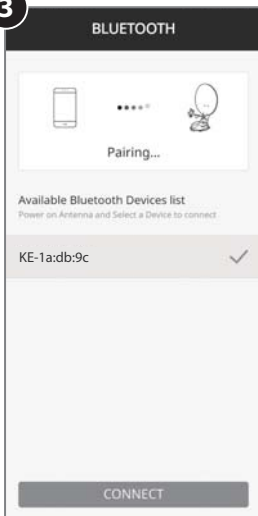 3
BLUETOOTH
Pairing...
Available Bluetooth Devices list
Power on Antenna and Select a Device to connect
KE-1a:db:9c
CONNECT